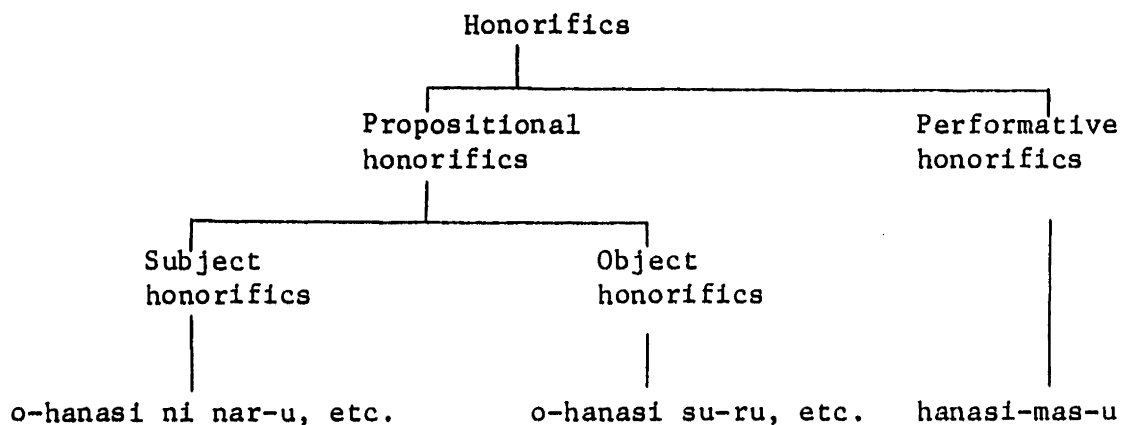 Honorifics
Propositional
honorifics
Performative
honorifics
Subject
honorifics
Object
honorifics
o-hanasi ni nar-u, etc.
o-hanasi su-ru, etc.
hanasi-mas-u